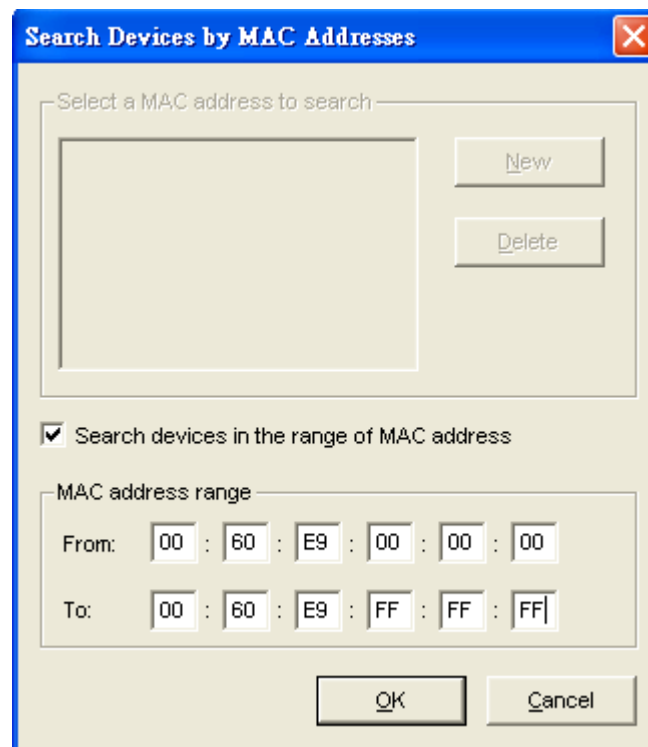 Search Devices by MAC Addresses
Select a MAC address to search
New
Delete
Search devices in the range of MAC address
MAC address range
From: 00 : 60 : E9 : 00 : 00 : 00
To: 00 : 60 : E9 : FF : FF : FF
OK Cancel